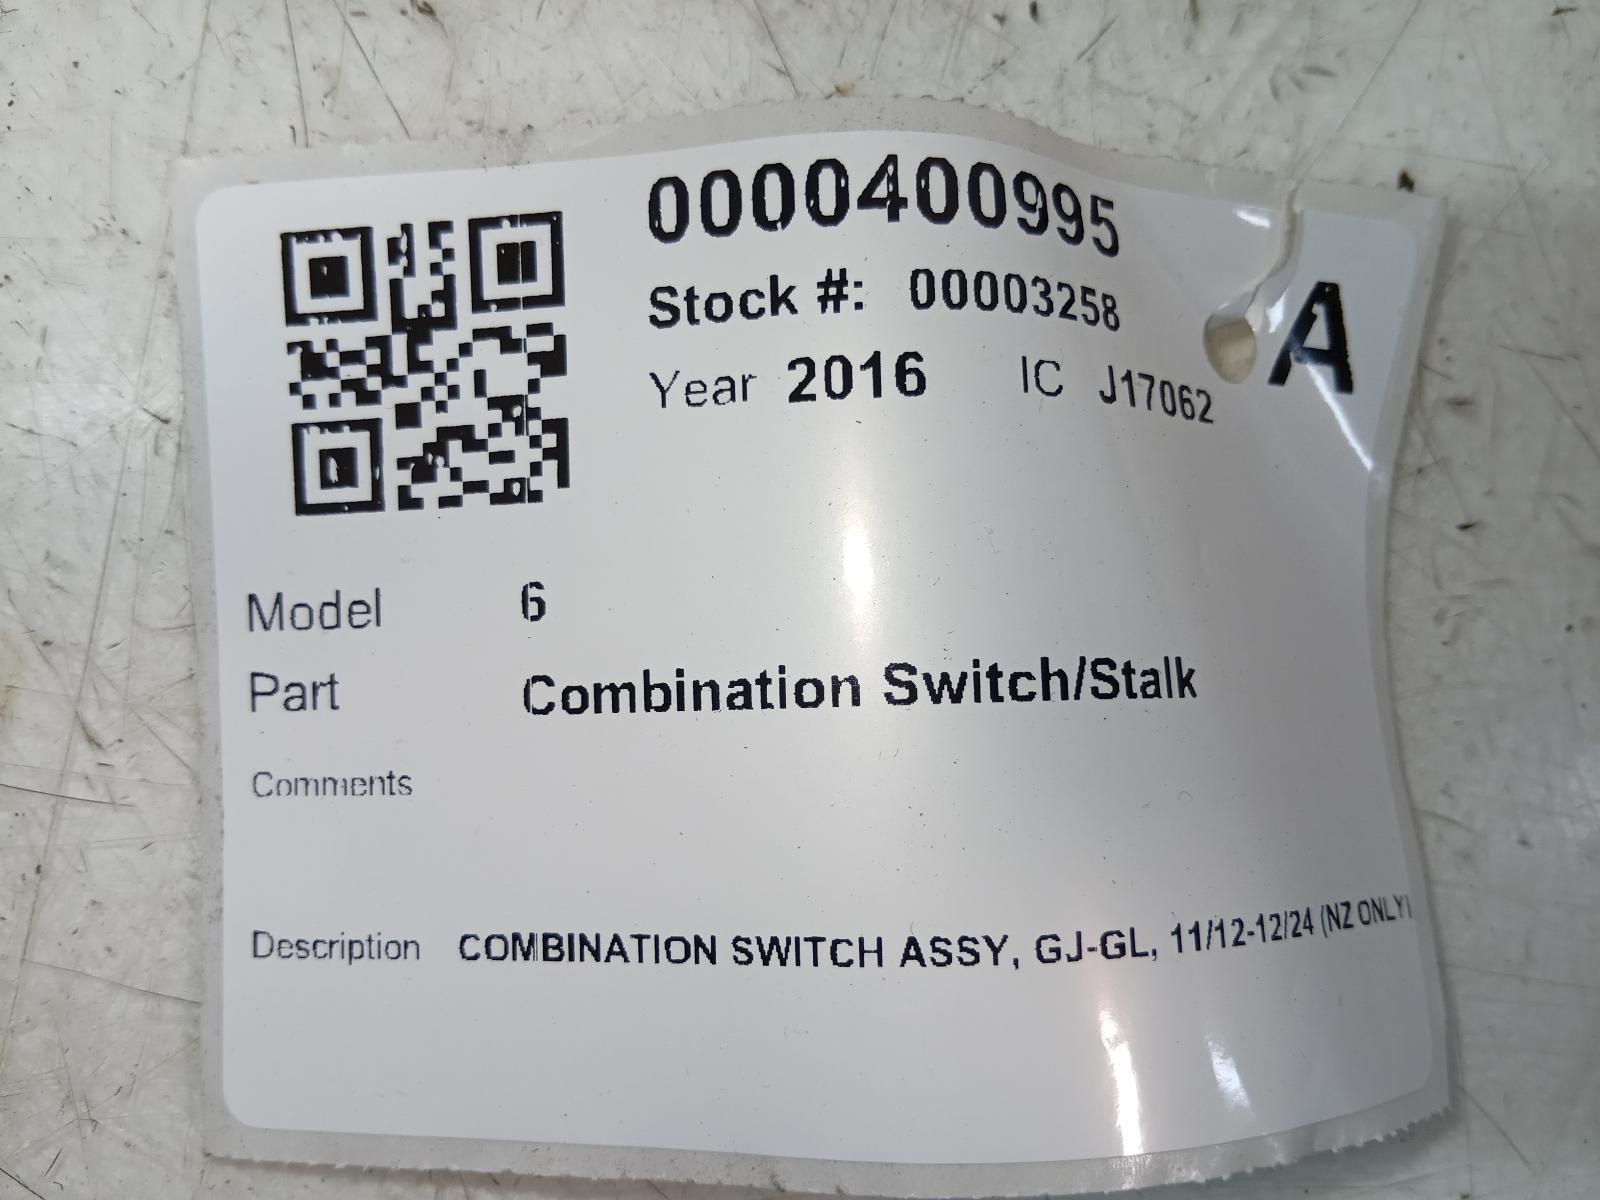 0000400995
Stock #: 00003258
A
Year 2016 IC J17062
Model 6
Part Combination Switch/Stalk
Comments
Description COMBINATION SWITCH ASSY, GJ-GL, 11/12-12/24 (NZ ONLY)